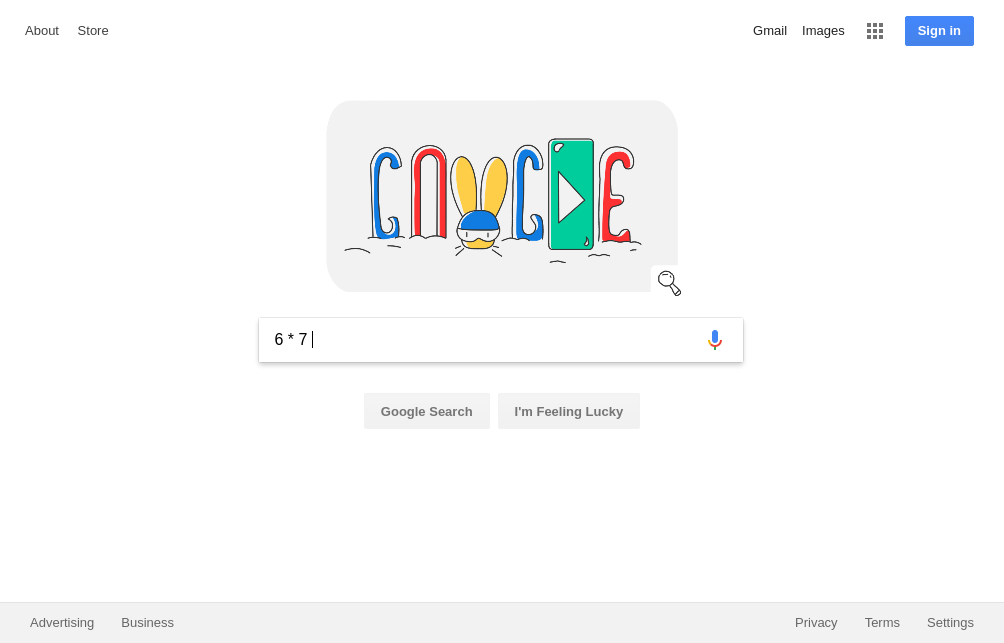 About Store Gmail Images Sign in
6 * 7
Google Search I'm Feeling Lucky
Advertising Business Privacy Terms Settings